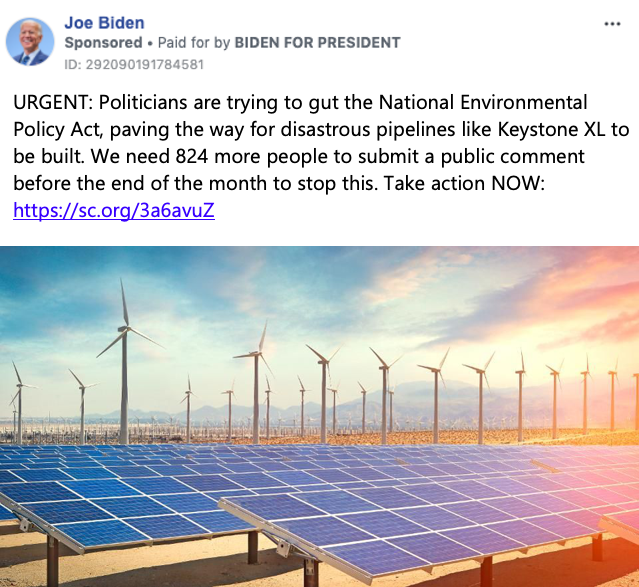 Joe Biden
Sponsored • Paid for by BIDEN FOR PRESIDENT
ID: 292090191784581
URGENT: Politicians are trying to gut the National Environmental
Policy Act, paving the way for disastrous pipelines like Keystone XL to
be built. We need 824 more people to submit a public comment
before the end of the month to stop this. Take action NOW:
https://sc.org/3a6avuZ